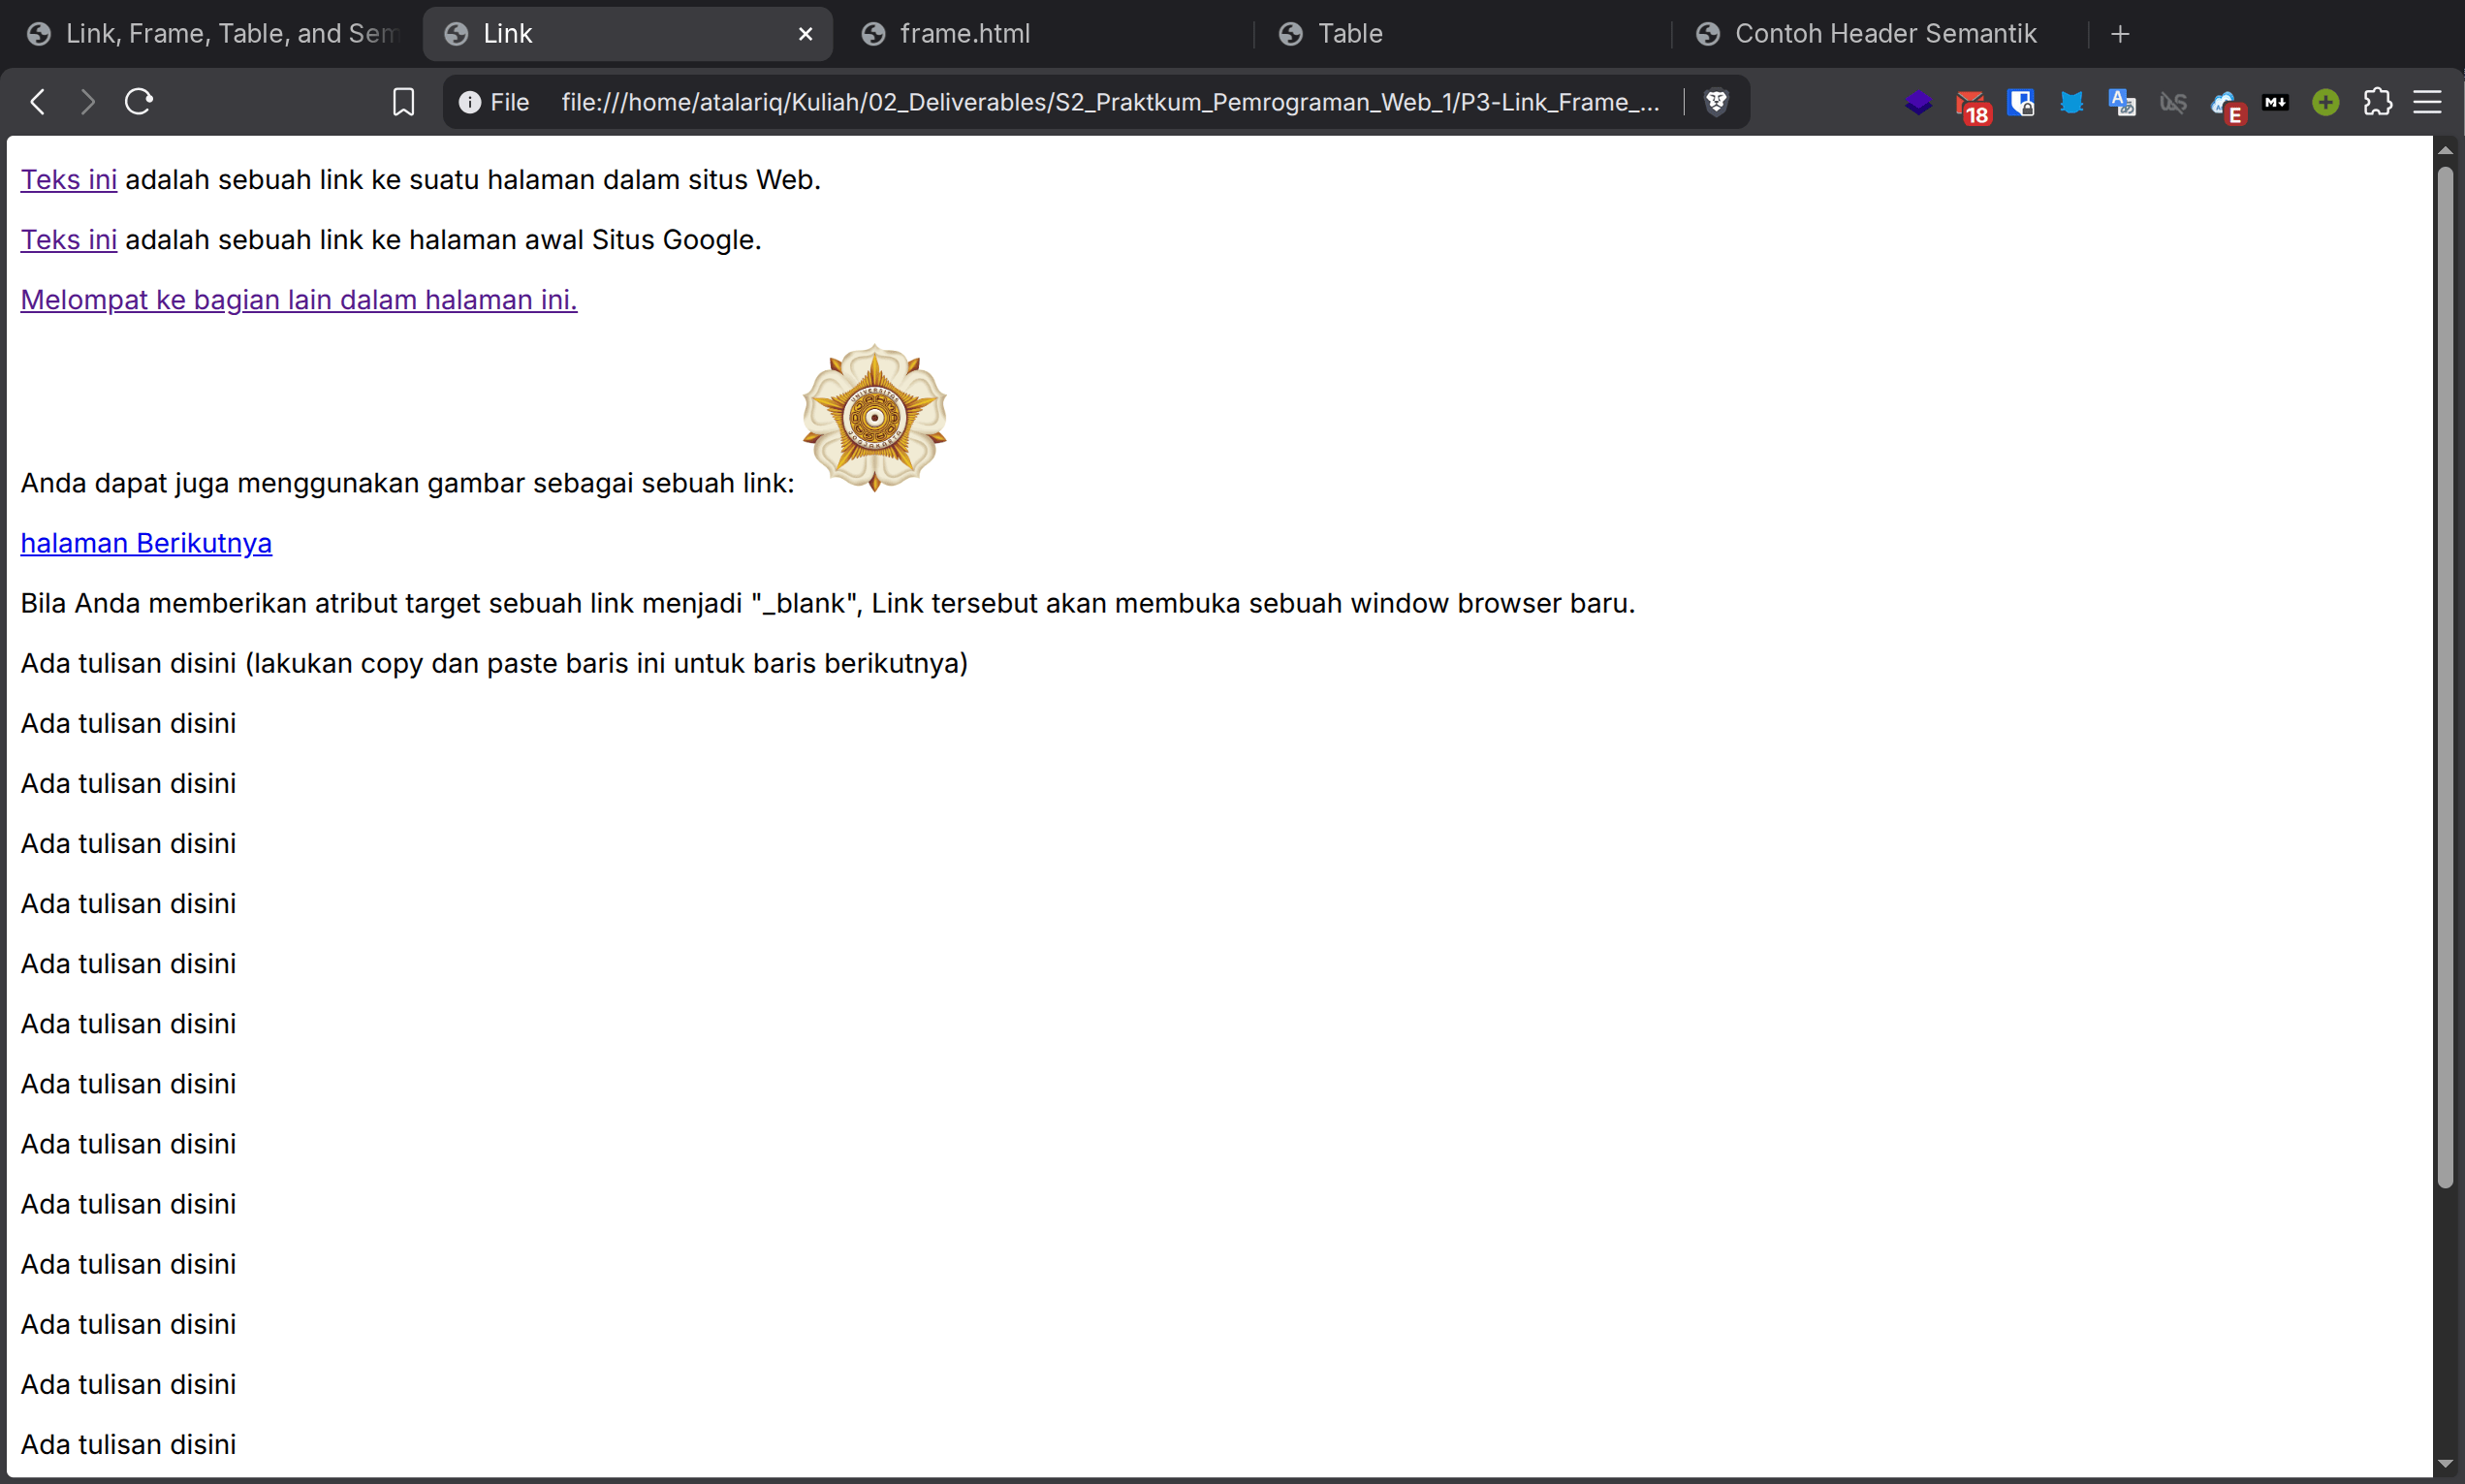 Link, Frame, Table, and Sem
Link
frame.html
Table
Contoh Header Semantik
File file:///home/atalariq/Kuliah/02_Deliverables/S2_Praktkum_Pemrograman_Web_1/P3-Link_Frame_...
18
E
M
Teks ini adalah sebuah link ke suatu halaman dalam situs Web.
Teks ini adalah sebuah link ke halaman awal Situs Google.
Melompat ke bagian lain dalam halaman ini.
UNIVERSITAS
Anda dapat juga menggunakan gambar sebagai sebuah link:
halaman Berikutnya
Bila Anda memberikan atribut target sebuah link menjadi "_blank", Link tersebut akan membuka sebuah window browser baru.
Ada tulisan disini (lakukan copy dan paste baris ini untuk baris berikutnya)
Ada tulisan disini
Ada tulisan disini
Ada tulisan disini
Ada tulisan disini
Ada tulisan disini
Ada tulisan disini
Ada tulisan disini
Ada tulisan disini
Ada tulisan disini
Ada tulisan disini
Ada tulisan disini
Ada tulisan disini
Ada tulisan disini